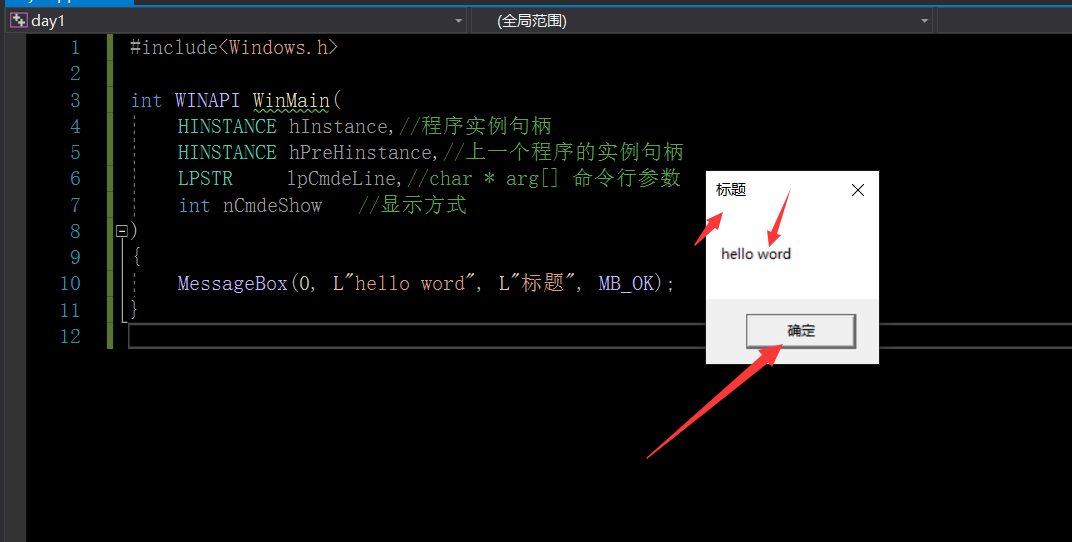 day1
(全局范围)
1 #include<Windows.h>
2
3 int WINAPI WinMain(
4 HINSTANCE hInstance,//程序实例句柄
5 HINSTANCE hPreHinstance,//上一个程序的实例句柄
6 LPSTR lpCmdeLine,//char * arg[] 命令行参数
7 int nCmdeShow //显示方式
8 )
9 {
10 MessageBox(0, L"hello word", L"标题", MB_OK);
11 }
12
标题
hello word
确定